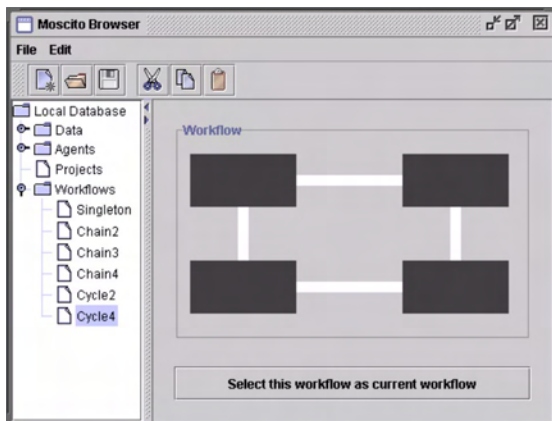 Moscito Browser
File Edit
Local Database
Data
Agents
Projects
Workflows
Singleton
Chain2
Chain3
Chain4
Cycle2
Cycle4
Workflow
Select this workflow as current workflow